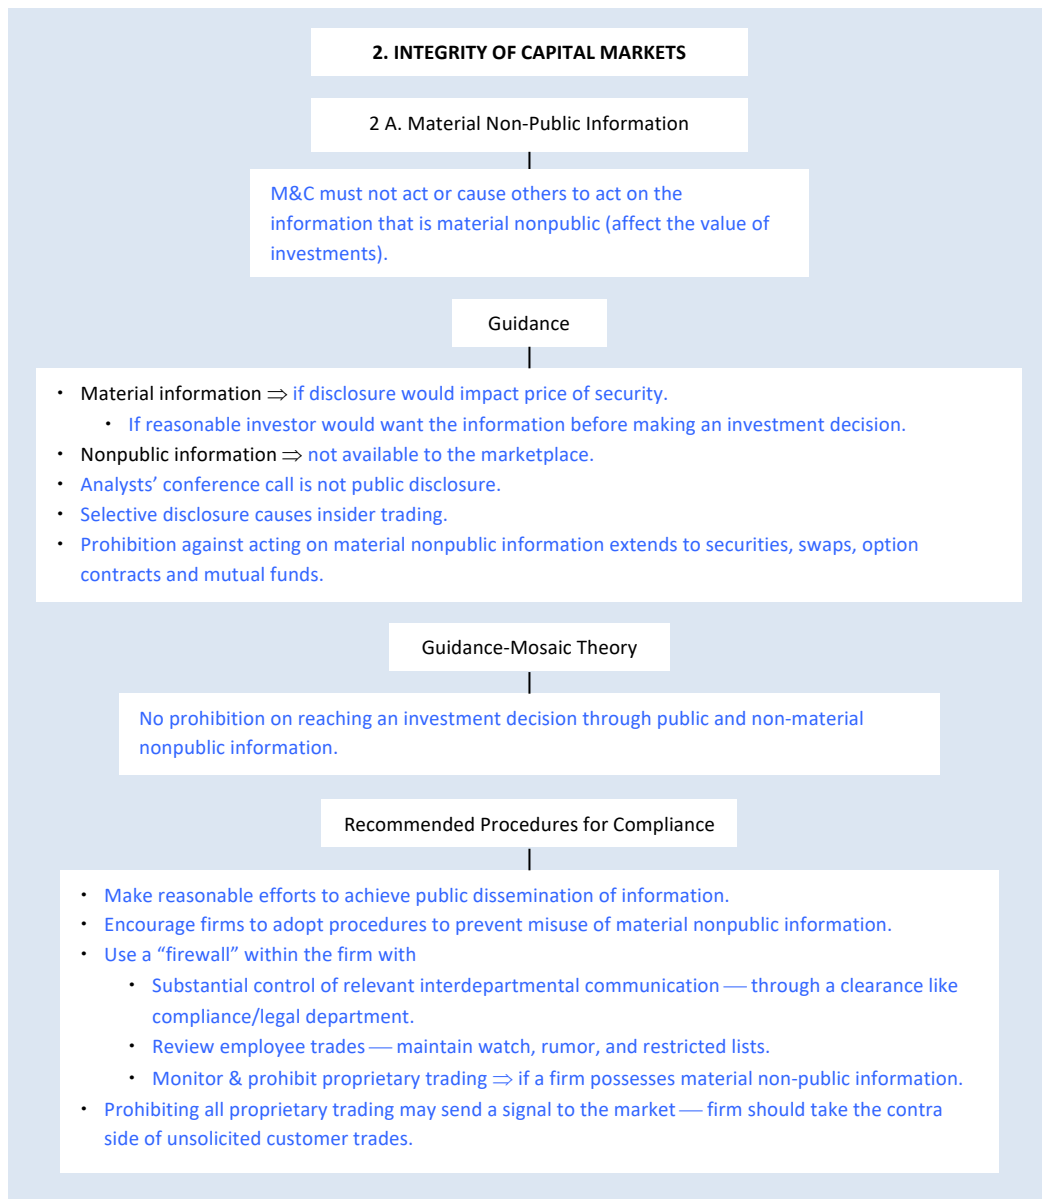 2. INTEGRITY OF CAPITAL MARKETS
2 A. Material Non-Public Information
M&C must not act or cause others to act on the
information that is material nonpublic (affect the value of
investments).
Guidance
• Material information ⇒ if disclosure would impact price of security.
• If reasonable investor would want the information before making an investment decision.
• Nonpublic information ⇒ not available to the marketplace.
• Analysts’ conference call is not public disclosure.
• Selective disclosure causes insider trading.
• Prohibition against acting on material nonpublic information extends to securities, swaps, option
contracts and mutual funds.
Guidance-Mosaic Theory
No prohibition on reaching an investment decision through public and non-material
nonpublic information.
Recommended Procedures for Compliance
• Make reasonable efforts to achieve public dissemination of information.
• Encourage firms to adopt procedures to prevent misuse of material nonpublic information.
• Use a “firewall” within the firm with
• Substantial control of relevant interdepartmental communication — through a clearance like
compliance/legal department.
• Review employee trades — maintain watch, rumor, and restricted lists.
• Monitor & prohibit proprietary trading ⇒ if a firm possesses material non-public information.
• Prohibiting all proprietary trading may send a signal to the market — firm should take the contra
side of unsolicited customer trades.